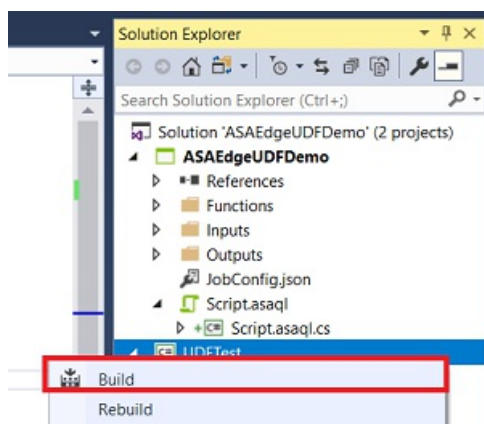 Solution Explorer
Search Solution Explorer (Ctrl+;)
Solution 'ASAEdgeUDFDemo' (2 projects)
ASAEdgeUDFDemo
References
Functions
Inputs
Outputs
JobConfig.json
Script.asaql
+ C# Script.asaql.cs
C# UDFTest
Build
Rebuild